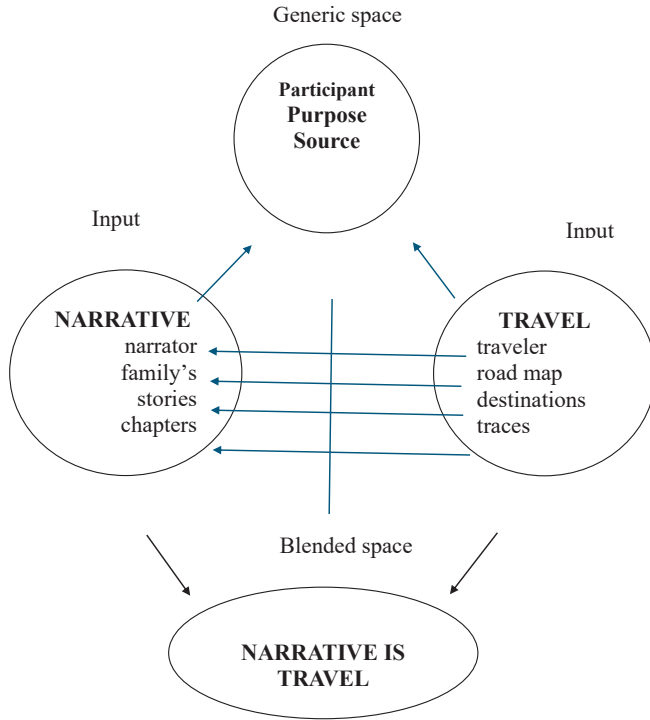 Generic space
Participant
Purpose
Source
Input
Input
NARRATIVE
narrator
family's
stories
chapters
TRAVEL
traveler
road map
destinations
traces
Blended space
NARRATIVE IS
TRAVEL